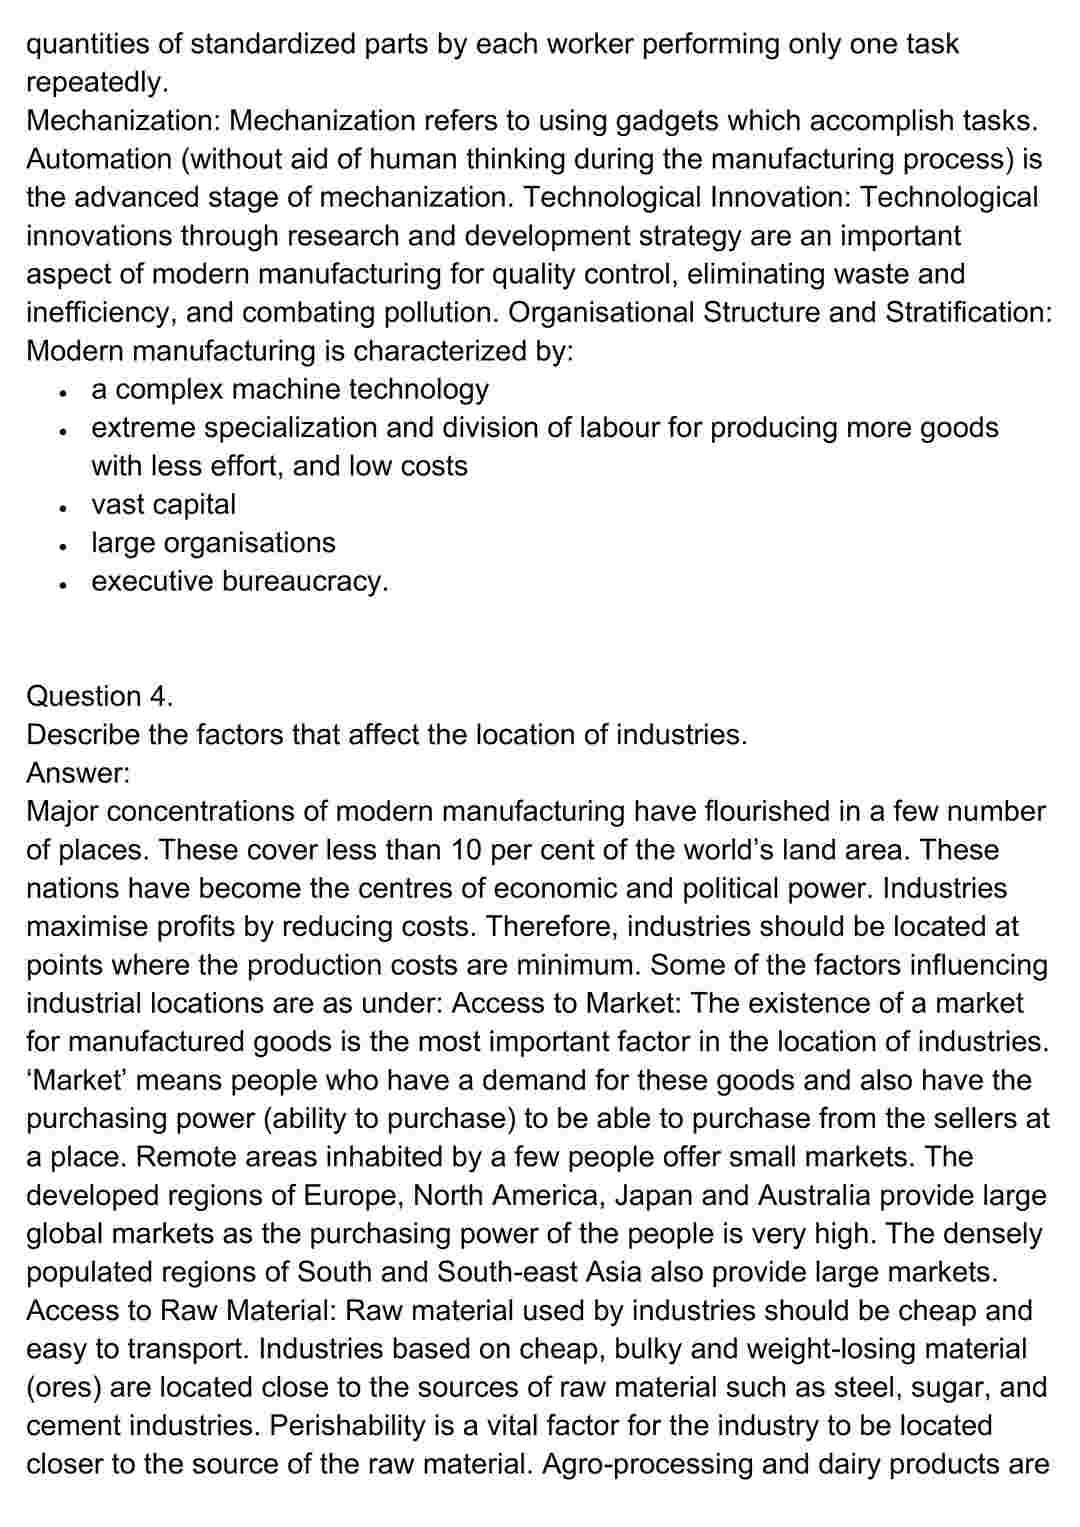 quantities of standardized parts by each worker performing only one task
repeatedly.
Mechanization: Mechanization refers to using gadgets which accomplish tasks.
Automation (without aid of human thinking during the manufacturing process) is
the advanced stage of mechanization. Technological Innovation: Technological
innovations through research and development strategy are an important
aspect of modern manufacturing for quality control, eliminating waste and
inefficiency, and combating pollution. Organisational Structure and Stratification:
Modern manufacturing is characterized by:
• a complex machine technology
• extreme specialization and division of labour for producing more goods
with less effort, and low costs
• vast capital
• large organisations
• executive bureaucracy.
Question 4.
Describe the factors that affect the location of industries.
Answer:
Major concentrations of modern manufacturing have flourished in a few number
of places. These cover less than 10 per cent of the world’s land area. These
nations have become the centres of economic and political power. Industries
maximise profits by reducing costs. Therefore, industries should be located at
points where the production costs are minimum. Some of the factors influencing
industrial locations are as under: Access to Market: The existence of a market
for manufactured goods is the most important factor in the location of industries.
‘Market’ means people who have a demand for these goods and also have the
purchasing power (ability to purchase) to be able to purchase from the sellers at
a place. Remote areas inhabited by a few people offer small markets. The
developed regions of Europe, North America, Japan and Australia provide large
global markets as the purchasing power of the people is very high. The densely
populated regions of South and South-east Asia also provide large markets.
Access to Raw Material: Raw material used by industries should be cheap and
easy to transport. Industries based on cheap, bulky and weight-losing material
(ores) are located close to the sources of raw material such as steel, sugar, and
cement industries. Perishability is a vital factor for the industry to be located
closer to the source of the raw material. Agro-processing and dairy products are